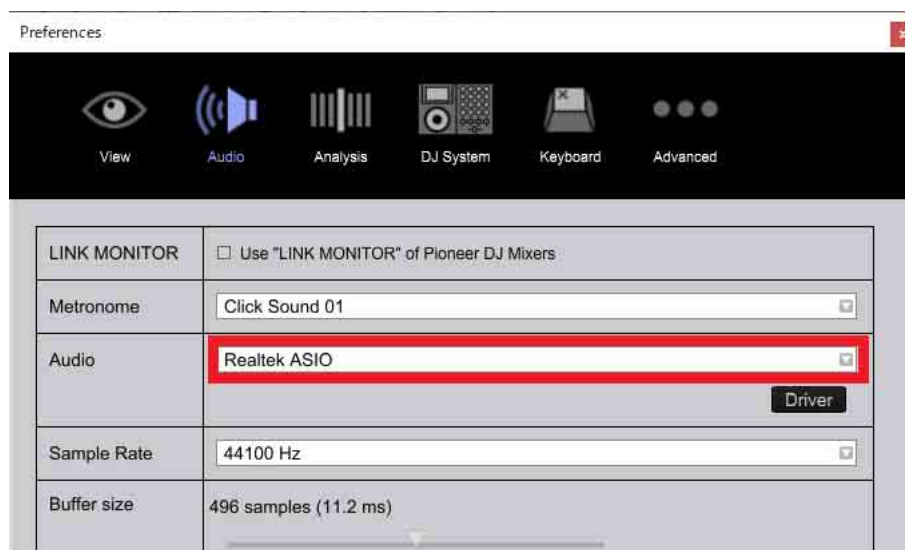 Preferences
View Audio Analysis DJ System Keyboard Advanced
LINK MONITOR Use "LINK MONITOR" of Pioneer DJ Mixers
Metronome Click Sound 01
Audio Realtek ASIO
Driver
Sample Rate 44100 Hz
Buffer size 496 samples (11.2 ms)